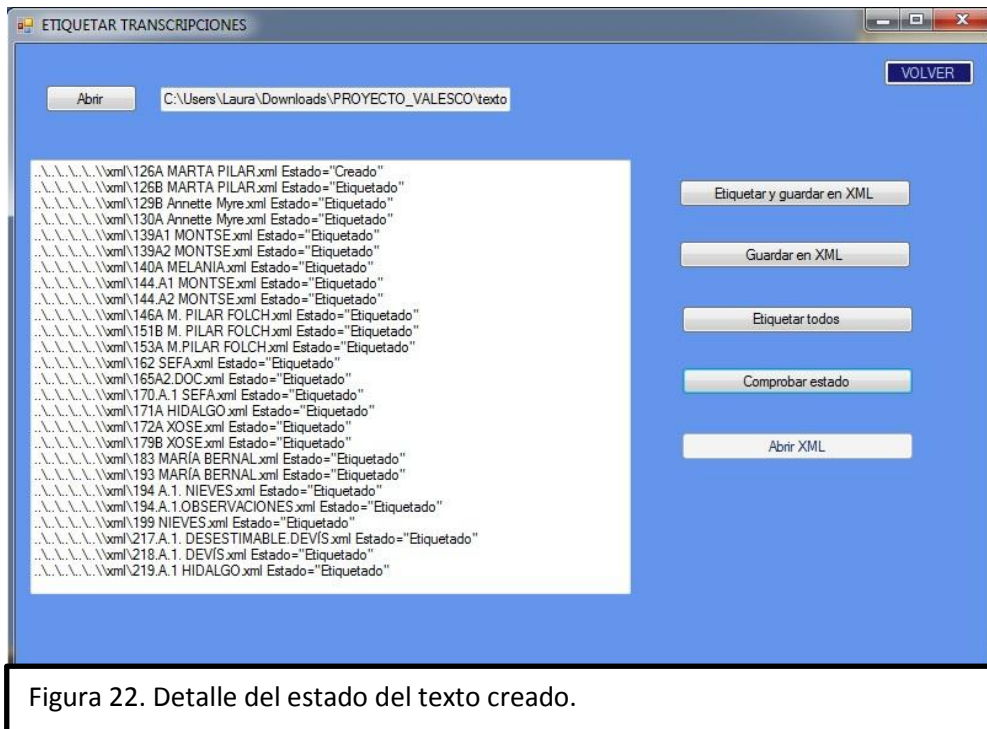 ETIQUETAR TRANSCRIPCIONES
VOLVER
Abrir
C:\Users\Laura\Downloads\PROYECTO_VALESCO\texto
..\..\..\..\..\\xml\126A MARTA PILAR.xml Estado="Creado"
..\..\..\..\..\\xml\126B MARTA PILAR.xml Estado="Etiquetado"
..\..\..\..\..\\xml\129B Annette Myre.xml Estado="Etiquetado"
..\..\..\..\..\\xml\130A Annette Myre.xml Estado="Etiquetado"
..\..\..\..\..\\xml\139A1 MONTSE.xml Estado="Etiquetado"
..\..\..\..\..\\xml\139A2 MONTSE.xml Estado="Etiquetado"
..\..\..\..\..\\xml\140A MELANIA.xml Estado="Etiquetado"
..\..\..\..\..\\xml\144.A1 MONTSE.xml Estado="Etiquetado"
..\..\..\..\..\\xml\144.A2 MONTSE.xml Estado="Etiquetado"
..\..\..\..\..\\xml\146A M. PILAR FOLCH.xml Estado="Etiquetado"
..\..\..\..\..\\xml\151B M. PILAR FOLCH.xml Estado="Etiquetado"
..\..\..\..\..\\xml\153A M.PILAR FOLCH.xml Estado="Etiquetado"
..\..\..\..\..\\xml\162 SEFA.xml Estado="Etiquetado"
..\..\..\..\..\\xml\165A2.DOC.xml Estado="Etiquetado"
..\..\..\..\..\\xml\170.A.1 SEFA.xml Estado="Etiquetado"
..\..\..\..\..\\xml\171A HIDALGO.xml Estado="Etiquetado"
..\..\..\..\..\\xml\172A XOSE.xml Estado="Etiquetado"
..\..\..\..\..\\xml\179B XOSE.xml Estado="Etiquetado"
..\..\..\..\..\\xml\183 MARÍA BERNAL.xml Estado="Etiquetado"
..\..\..\..\..\\xml\193 MARÍA BERNAL.xml Estado="Etiquetado"
..\..\..\..\..\\xml\194 A.1. NIEVES.xml Estado="Etiquetado"
..\..\..\..\..\\xml\194.A.1.OBSERVACIONES.xml Estado="Etiquetado"
..\..\..\..\..\\xml\199 NIEVES.xml Estado="Etiquetado"
..\..\..\..\..\\xml\217.A.1. DESESTIMABLE.DEVÍS.xml Estado="Etiquetado"
..\..\..\..\..\\xml\218.A.1. DEVÍS.xml Estado="Etiquetado"
..\..\..\..\..\\xml\219.A.1 HIDALGO.xml Estado="Etiquetado"
Etiquetar y guardar en XML
Guardar en XML
Etiquetar todos
Comprobar estado
Abrir XML
Figura 22. Detalle del estado del texto creado.